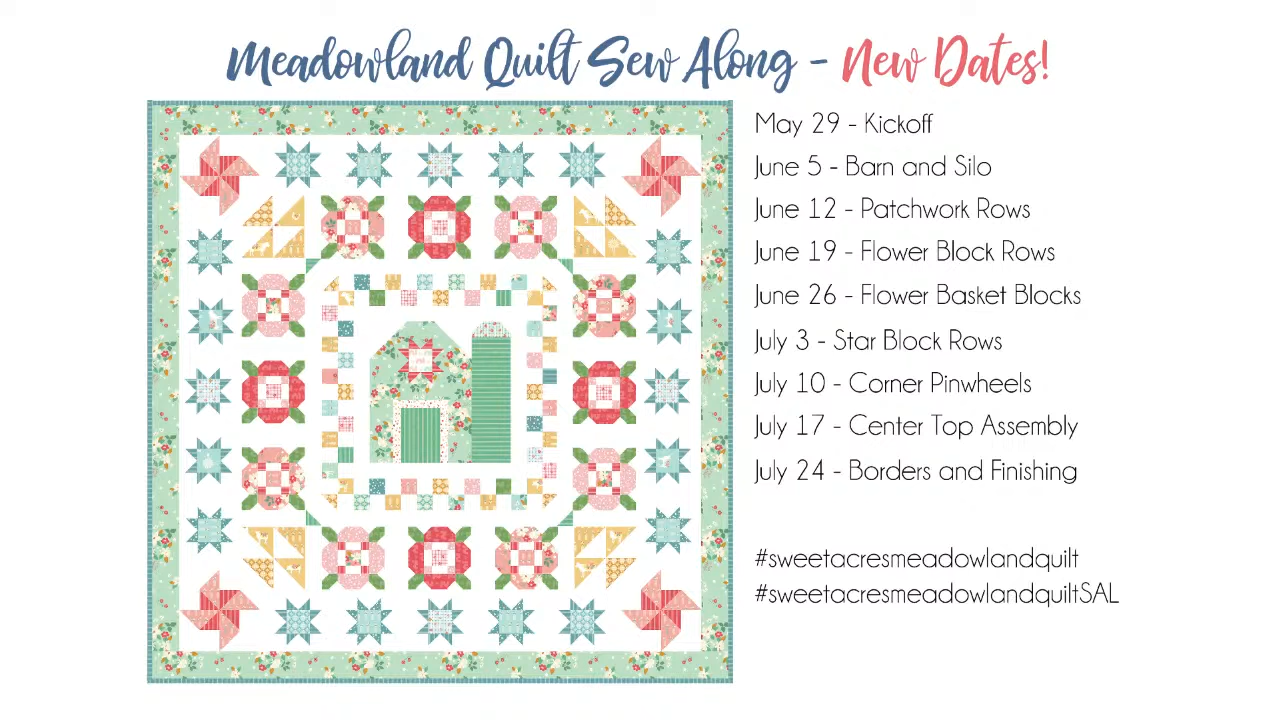 Meadowland Quilt Sew Along - New Dates!
May 29 - Kickoff
June 5 - Barn and Silo
June 12 - Patchwork Rows
June 19 - Flower Block Rows
June 26 - Flower Basket Blocks
July 3 - Star Block Rows
July 10 - Corner Pinwheels
July 17 - Center Top Assembly
July 24 - Borders and Finishing
#sweetacresmeadowlandquilt
#sweetacresmeadowlandquiltSAL